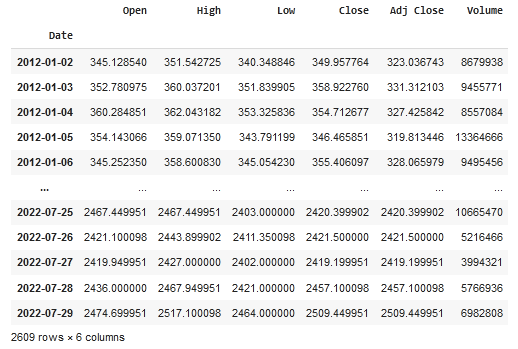 Open High Low Close Adj Close Volume
Date
2012-01-02 345.128540 351.542725 340.348846 349.957764 323.036743 8679938
2012-01-03 352.780975 360.037201 351.839905 358.922760 331.312103 9455771
2012-01-04 360.284851 362.043182 353.325836 354.712677 327.425842 8557084
2012-01-05 354.143066 359.071350 343.791199 346.465851 319.813446 13364666
2012-01-06 345.252350 358.600830 345.054230 355.406097 328.065979 9495456
... ... ... ... ... ... ...
2022-07-25 2467.449951 2467.449951 2403.000000 2420.399902 2420.399902 10665470
2022-07-26 2421.100098 2443.899902 2411.350098 2421.500000 2421.500000 5216466
2022-07-27 2419.949951 2427.000000 2402.000000 2419.199951 2419.199951 3994321
2022-07-28 2436.000000 2467.949951 2421.000000 2457.100098 2457.100098 5766936
2022-07-29 2474.699951 2517.100098 2464.000000 2509.449951 2509.449951 6982808
2609 rows × 6 columns